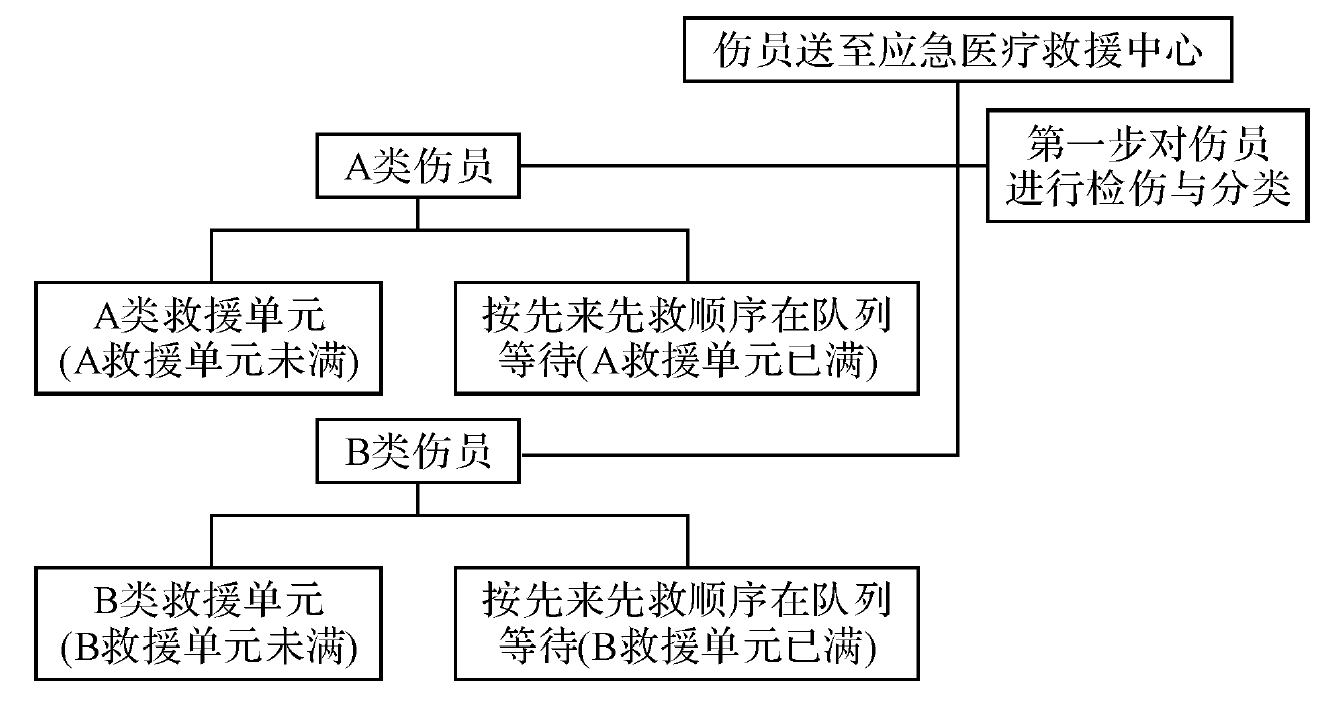 伤员送至应急医疗救援中心
第一步对伤员
进行检伤与分类
A类伤员
A类救援单元
(A救援单元未满)
按先来先救顺序在队列
等待(A救援单元已满)
B类伤员
B类救援单元
(B救援单元未满)
按先来先救顺序在队列
等待(B救援单元已满)